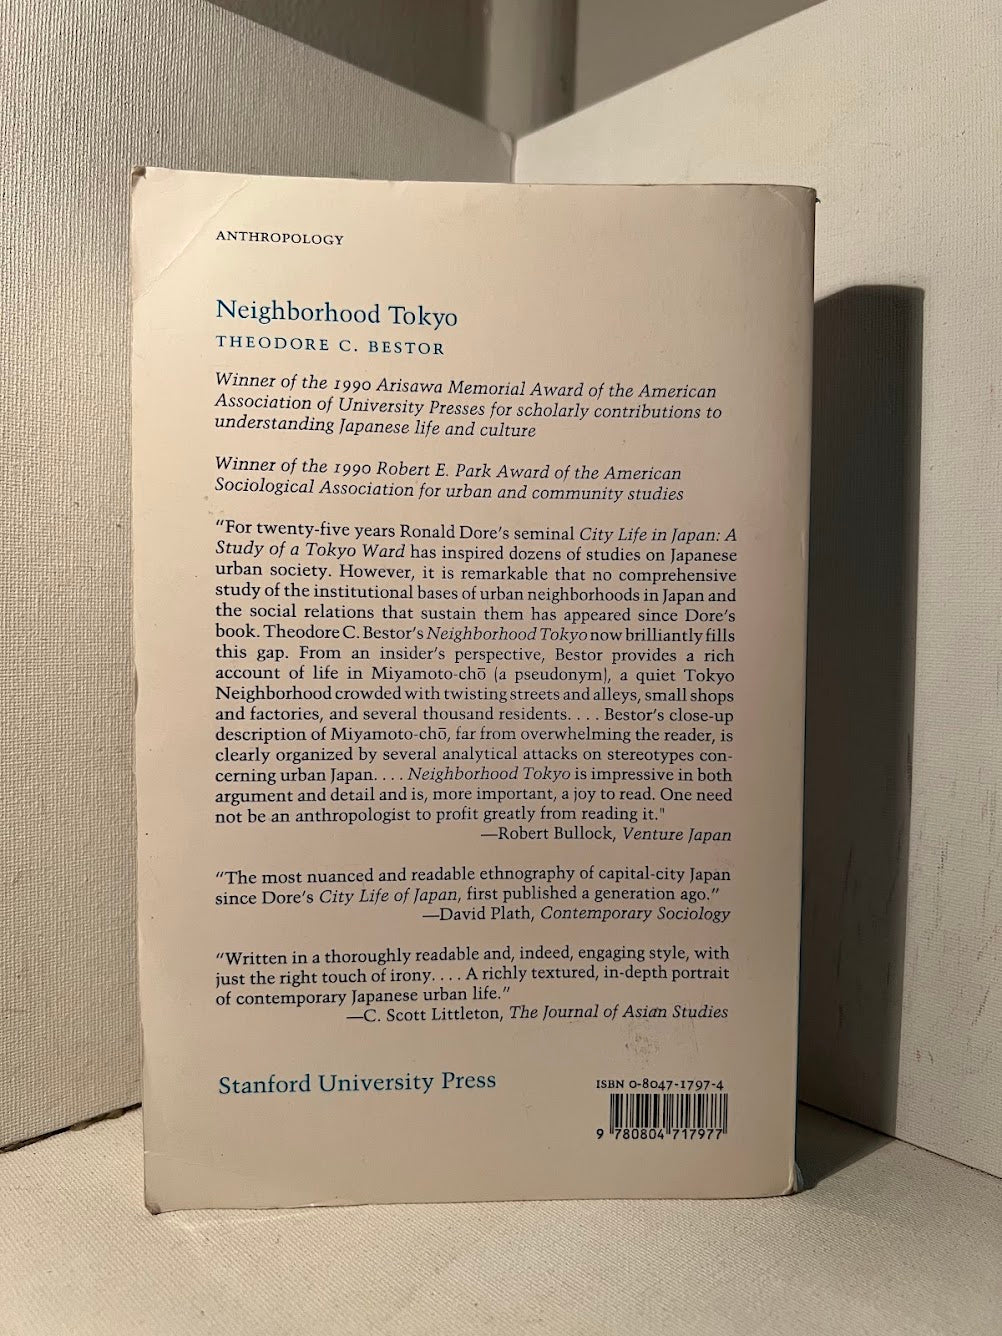 ANTHROPOLOGY
Neighborhood Tokyo
THEODORE C. BESTOR
Winner of the 1990 Arisawa Memorial Award of the American
Association of University Presses for scholarly contributions to
understanding Japanese life and culture
Winner of the 1990 Robert E. Park Award of the American
Sociological Association for urban and community studies
“For twenty-five years Ronald Dore's seminal City Life in Japan: A
Study of a Tokyo Ward has inspired dozens of studies on Japanese
urban society. However, it is remarkable that no comprehensive
study of the institutional bases of urban neighborhoods in Japan and
the social relations that sustain them has appeared since Dore's
book. Theodore C. Bestor's Neighborhood Tokyo now brilliantly fills
this gap. From an insider's perspective, Bestor provides a rich
account of life in Miyamoto-chō (a pseudonym), a quiet Tokyo
Neighborhood crowded with twisting streets and alleys, small shops
and factories, and several thousand residents. . . . Bestor's close-up
description of Miyamoto-chō, far from overwhelming the reader, is
clearly organized by several analytical attacks on stereotypes con-
cerning urban Japan. . . . Neighborhood Tokyo is impressive in both
argument and detail and is, more important, a joy to read. One need
not be an anthropologist to profit greatly from reading it."
—Robert Bullock, Venture Japan
“The most nuanced and readable ethnography of capital-city Japan
since Dore's City Life of Japan, first published a generation ago.”
—David Plath, Contemporary Sociology
“Written in a thoroughly readable and, indeed, engaging style, with
just the right touch of irony. . . . A richly textured, in-depth portrait
of contemporary Japanese urban life.”
—C. Scott Littleton, The Journal of Asian Studies
Stanford University Press
ISBN 0-8047-1797-4
9 780804 717977